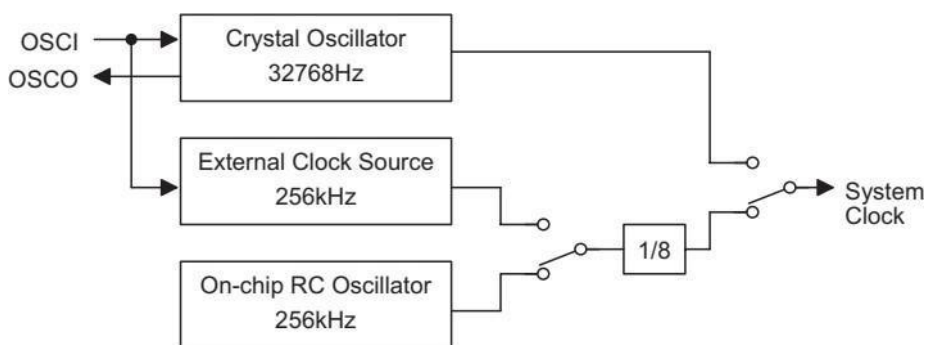 OSCI
OSCO
Crystal Oscillator
32768Hz
External Clock Source
256kHz
On-chip RC Oscillator
256kHz
1/8
System
Clock